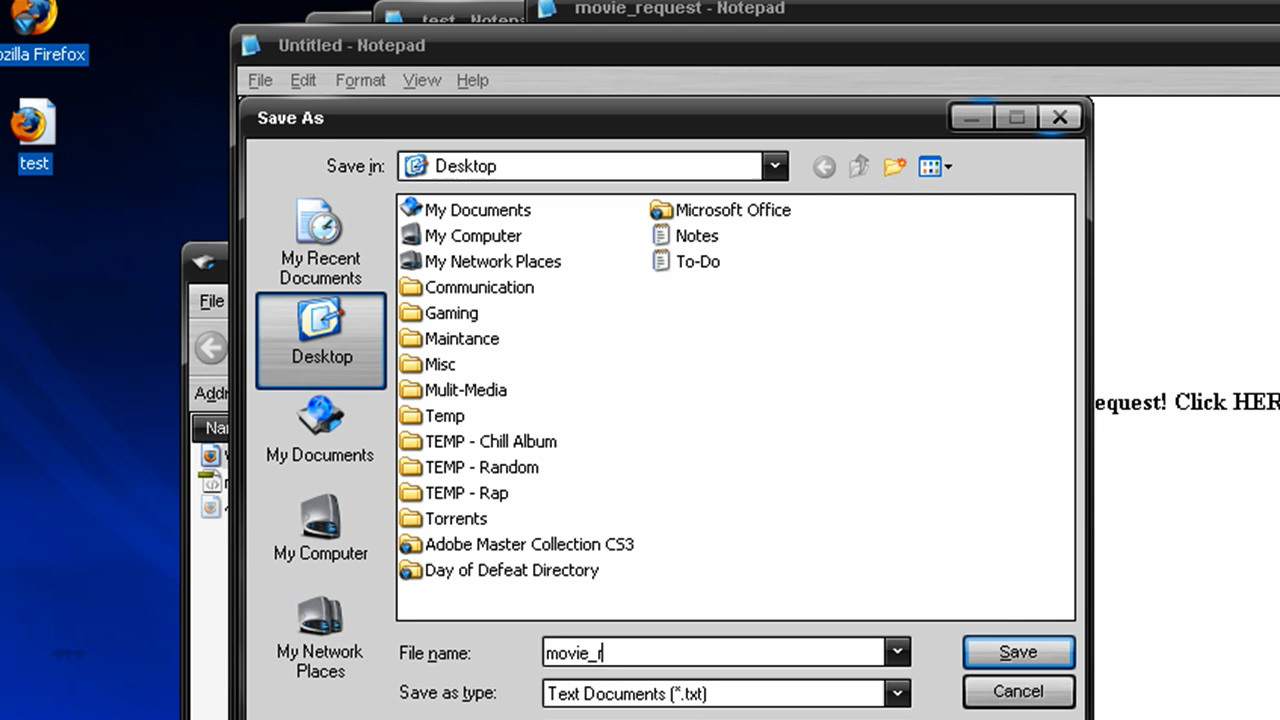 movie_request - Notepad
test - Notep
Untitled - Notepad
ozilla Firefox
File Edit Format View Help
Save As
test
Save in: Desktop
My Recent Documents
Desktop
My Documents
My Computer
My Network Places
My Documents
My Computer
My Network Places
Communication
Gaming
Maintance
Misc
Mulit-Media
Temp
TEMP - Chill Album
TEMP - Random
TEMP - Rap
Torrents
Adobe Master Collection CS3
Day of Defeat Directory
Microsoft Office
Notes
To-Do
File
Addr
Nar
equest! Click HER
File name: movie_r
Save
Save as type: Text Documents (*.txt)
Cancel